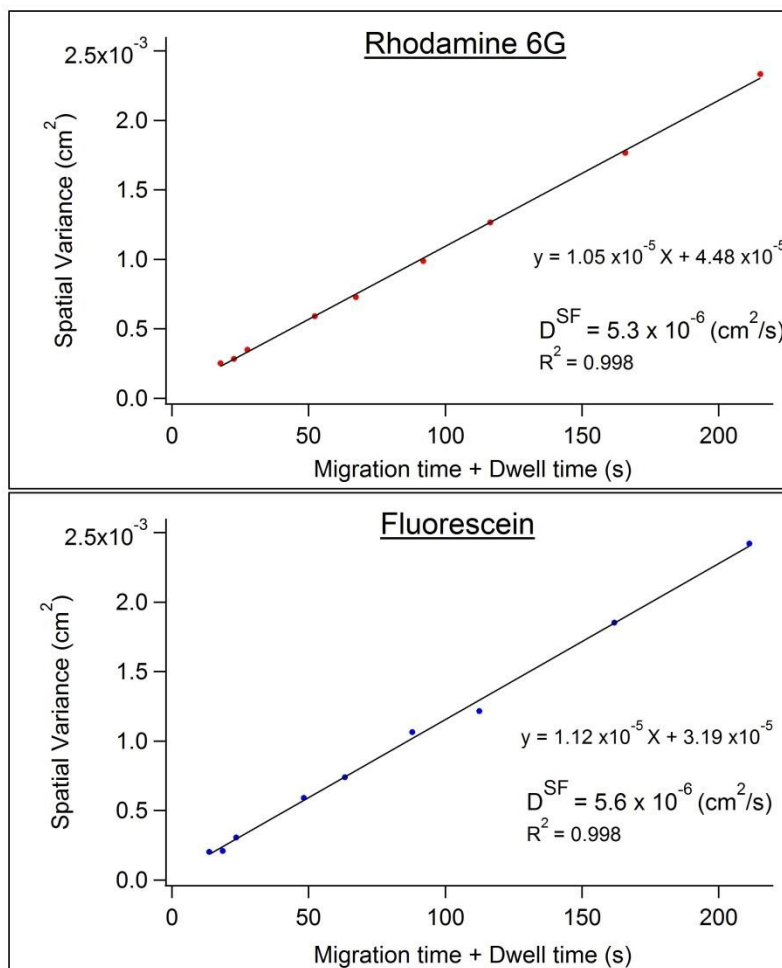 Rhodamine 6G
2.5x10⁻³
2.0
1.5
1.0
0.5
0.0
Spatial Variance (cm²)
y = 1.05 x10⁻⁵ X + 4.48 x10⁻⁵
D^SF = 5.3 x 10⁻⁶ (cm²/s)
R² = 0.998
0 50 100 150 200
Migration time + Dwell time (s)
Fluorescein
2.5x10⁻³
2.0
1.5
1.0
0.5
0.0
Spatial Variance (cm²)
y = 1.12 x10⁻⁵ X + 3.19 x10⁻⁵
D^SF = 5.6 x 10⁻⁶ (cm²/s)
R² = 0.998
0 50 100 150 200
Migration time + Dwell time (s)